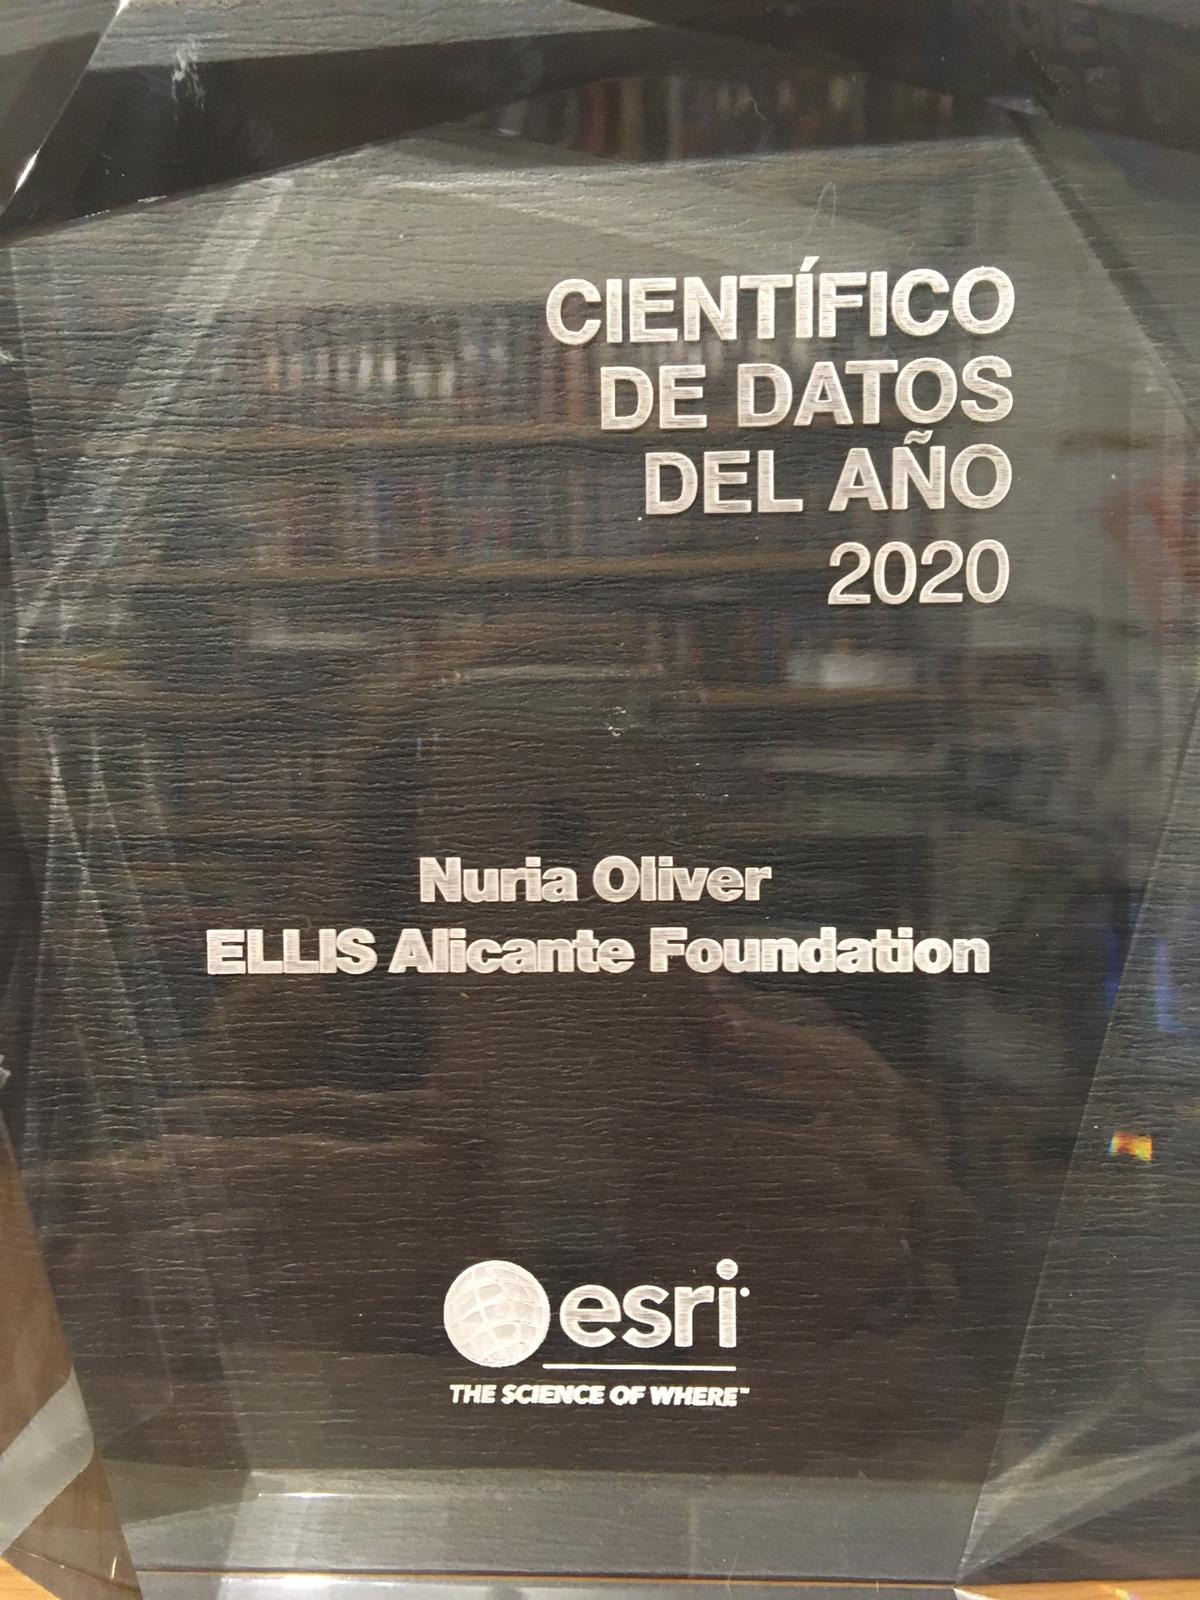 CIENTÍFICO
DE DATOS
DEL AÑO
2020
Nuria Oliver
ELLIS Alicante Foundation
esri
THE SCIENCE OF WHERE™